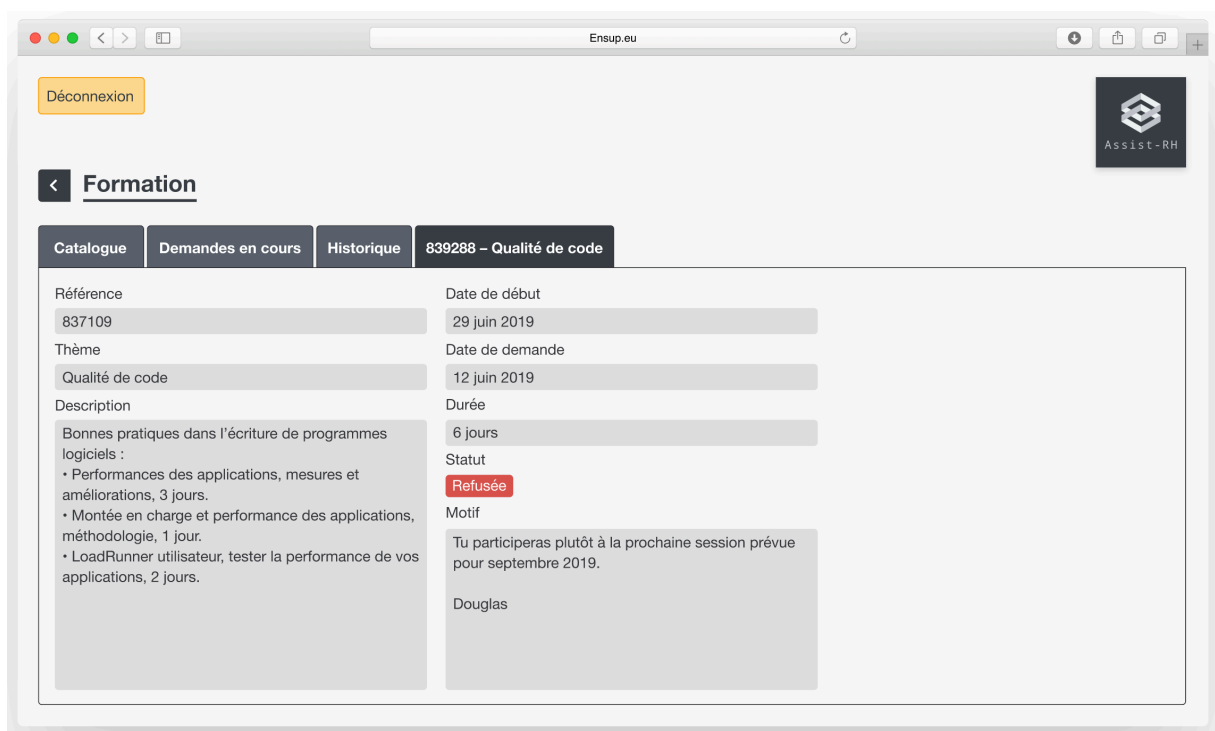 Ensup.eu
Déconnexion
Assist-RH
Formation
Catalogue
Demandes en cours
Historique
839288 – Qualité de code
Référence
837109
Thème
Qualité de code
Description
Bonnes pratiques dans l’écriture de programmes
logiciels :
• Performances des applications, mesures et
améliorations, 3 jours.
• Montée en charge et performance des applications,
méthodologie, 1 jour.
• LoadRunner utilisateur, tester la performance de vos
applications, 2 jours.
Date de début
29 juin 2019
Date de demande
12 juin 2019
Durée
6 jours
Statut
Refusée
Motif
Tu participeras plutôt à la prochaine session prévue
pour septembre 2019.
Douglas